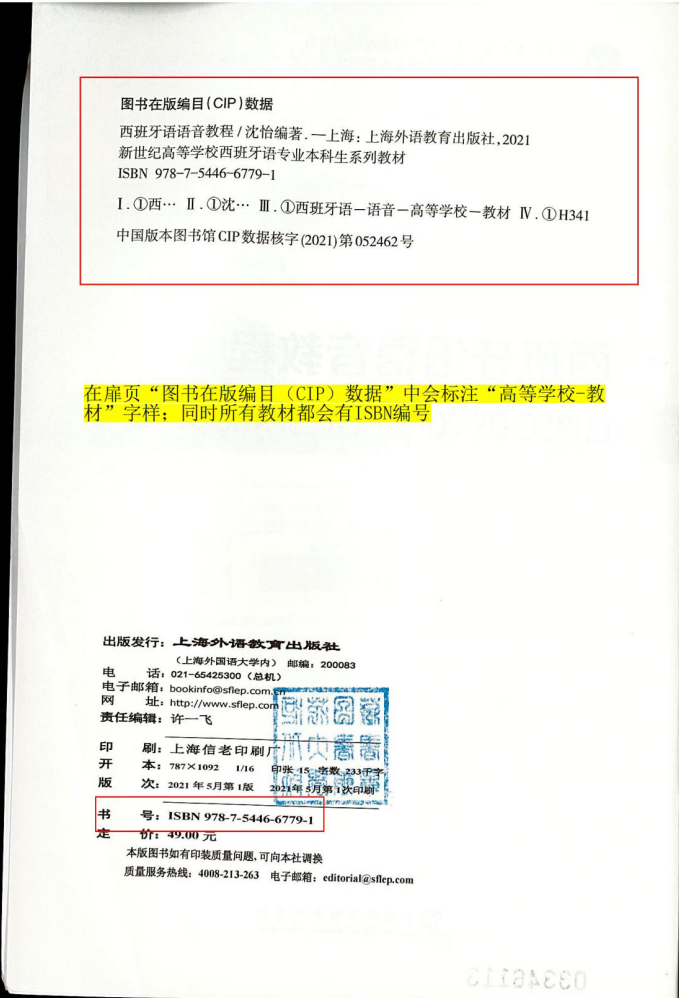 图书在版编目(CIP)数据
西班牙语语音教程/沈怡编著.—上海：上海外语教育出版社,2021
新世纪高等学校西班牙语专业本科生系列教材
ISBN 978-7-5446-6779-1
Ⅰ.①西… Ⅱ.①沈… Ⅲ.①西班牙语－语音－高等学校－教材 Ⅳ.①H341
中国版本图书馆CIP数据核字(2021)第052462号
在扉页“图书在版编目（CIP）数据”中会标注“高等学校-教
材”字样；同时所有教材都会有ISBN编号
出版发行：上海外语教育出版社
（上海外国语大学内） 邮编：200083
电 话：021-65425300（总机）
电子邮箱：bookinfo@sflep.com.cn
网 址：http://www.sflep.com
责任编辑：许一飞
印 刷：上海信老印刷厂
开 本：787×1092 1/16 印张 15 字数 233千字
版 次：2021年5月第1版 2021年5月第1次印刷
书 号：ISBN 978-7-5446-6779-1
定 价：49.00 元
本版图书如有印装质量问题，可向本社调换
质量服务热线：4008-213-263 电子邮箱：editorial@sflep.com